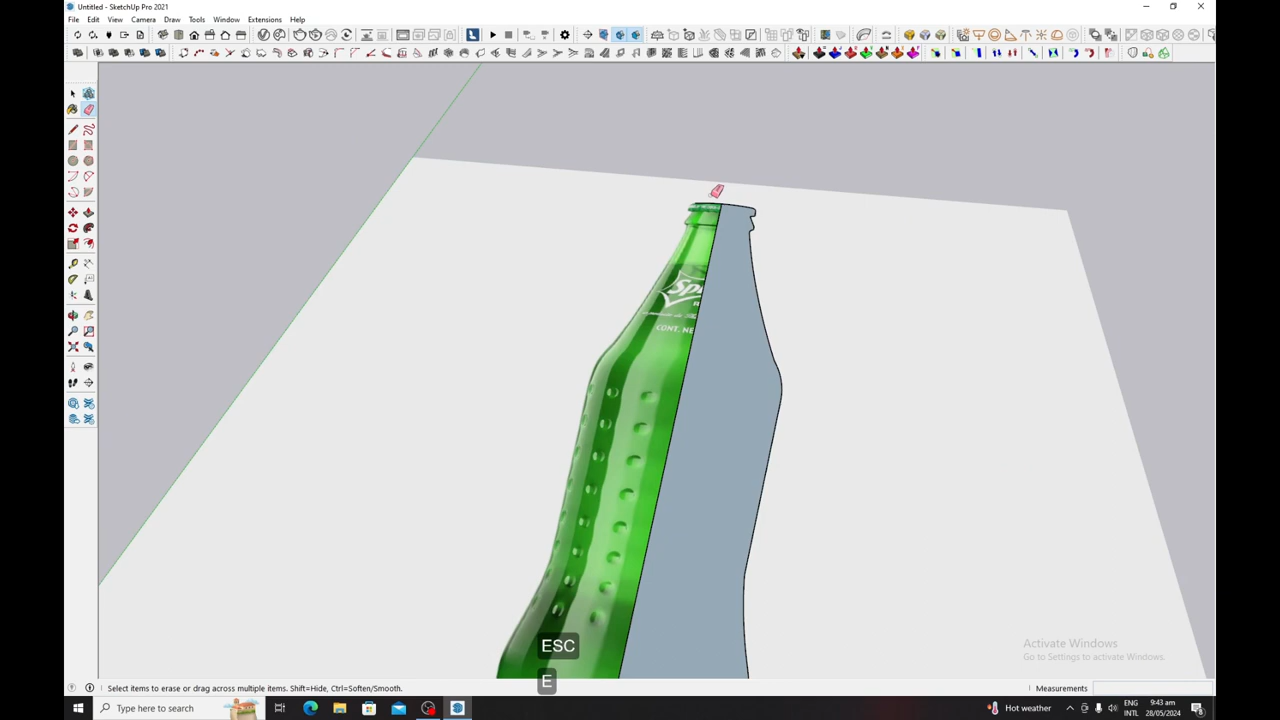 Untitled - SketchUp Pro 2021
File Edit View Camera Draw Tools Window Extensions Help
CONT. NE
ESC
E
Activate Windows
Go to Settings to activate Windows.
Select items to erase or drag across multiple items. Shift=Hide, Ctrl=Soften/Smooth.
Measurements
Type here to search
Hot weather
ENG
INTL
9:43 am
28/05/2024